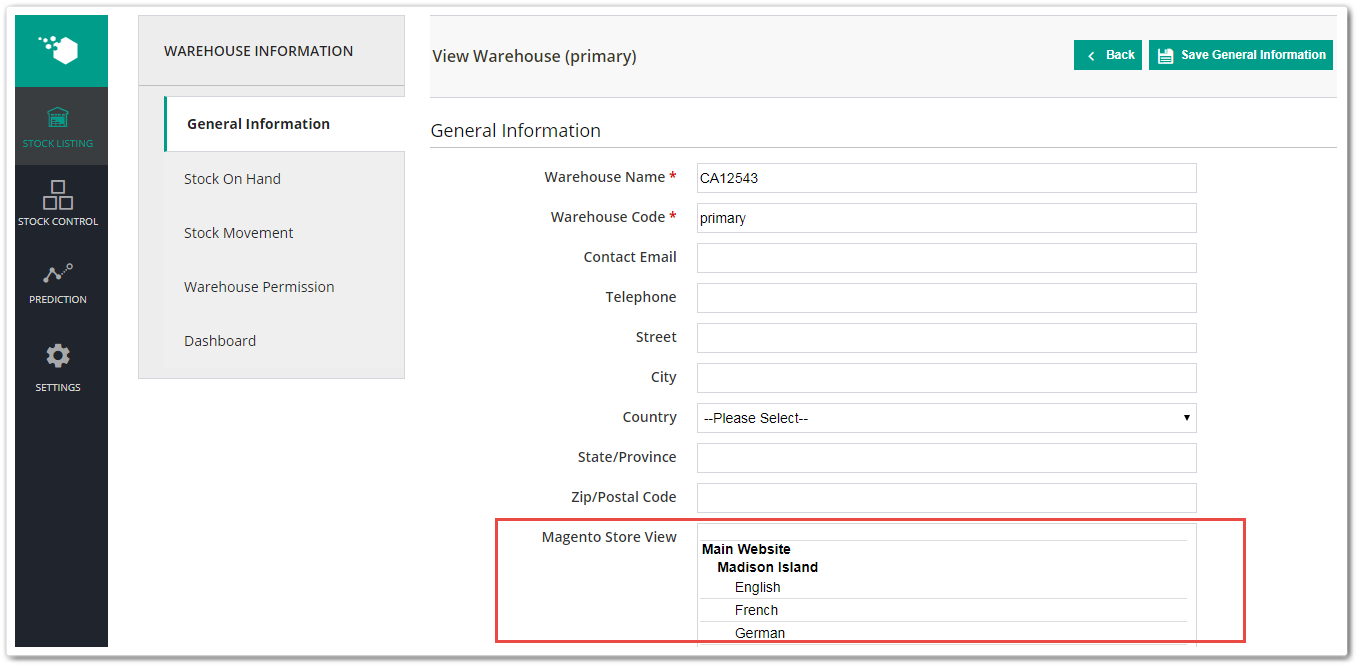 STOCK LISTING
STOCK CONTROL
PREDICTION
SETTINGS
WAREHOUSE INFORMATION
General Information
Stock On Hand
Stock Movement
Warehouse Permission
Dashboard
View Warehouse (primary)
Back
Save General Information
General Information
Warehouse Name * CA12543
Warehouse Code * primary
Contact Email
Telephone
Street
City
Country --Please Select--
State/Province
Zip/Postal Code
Magento Store View
Main Website
Madison Island
English
French
German